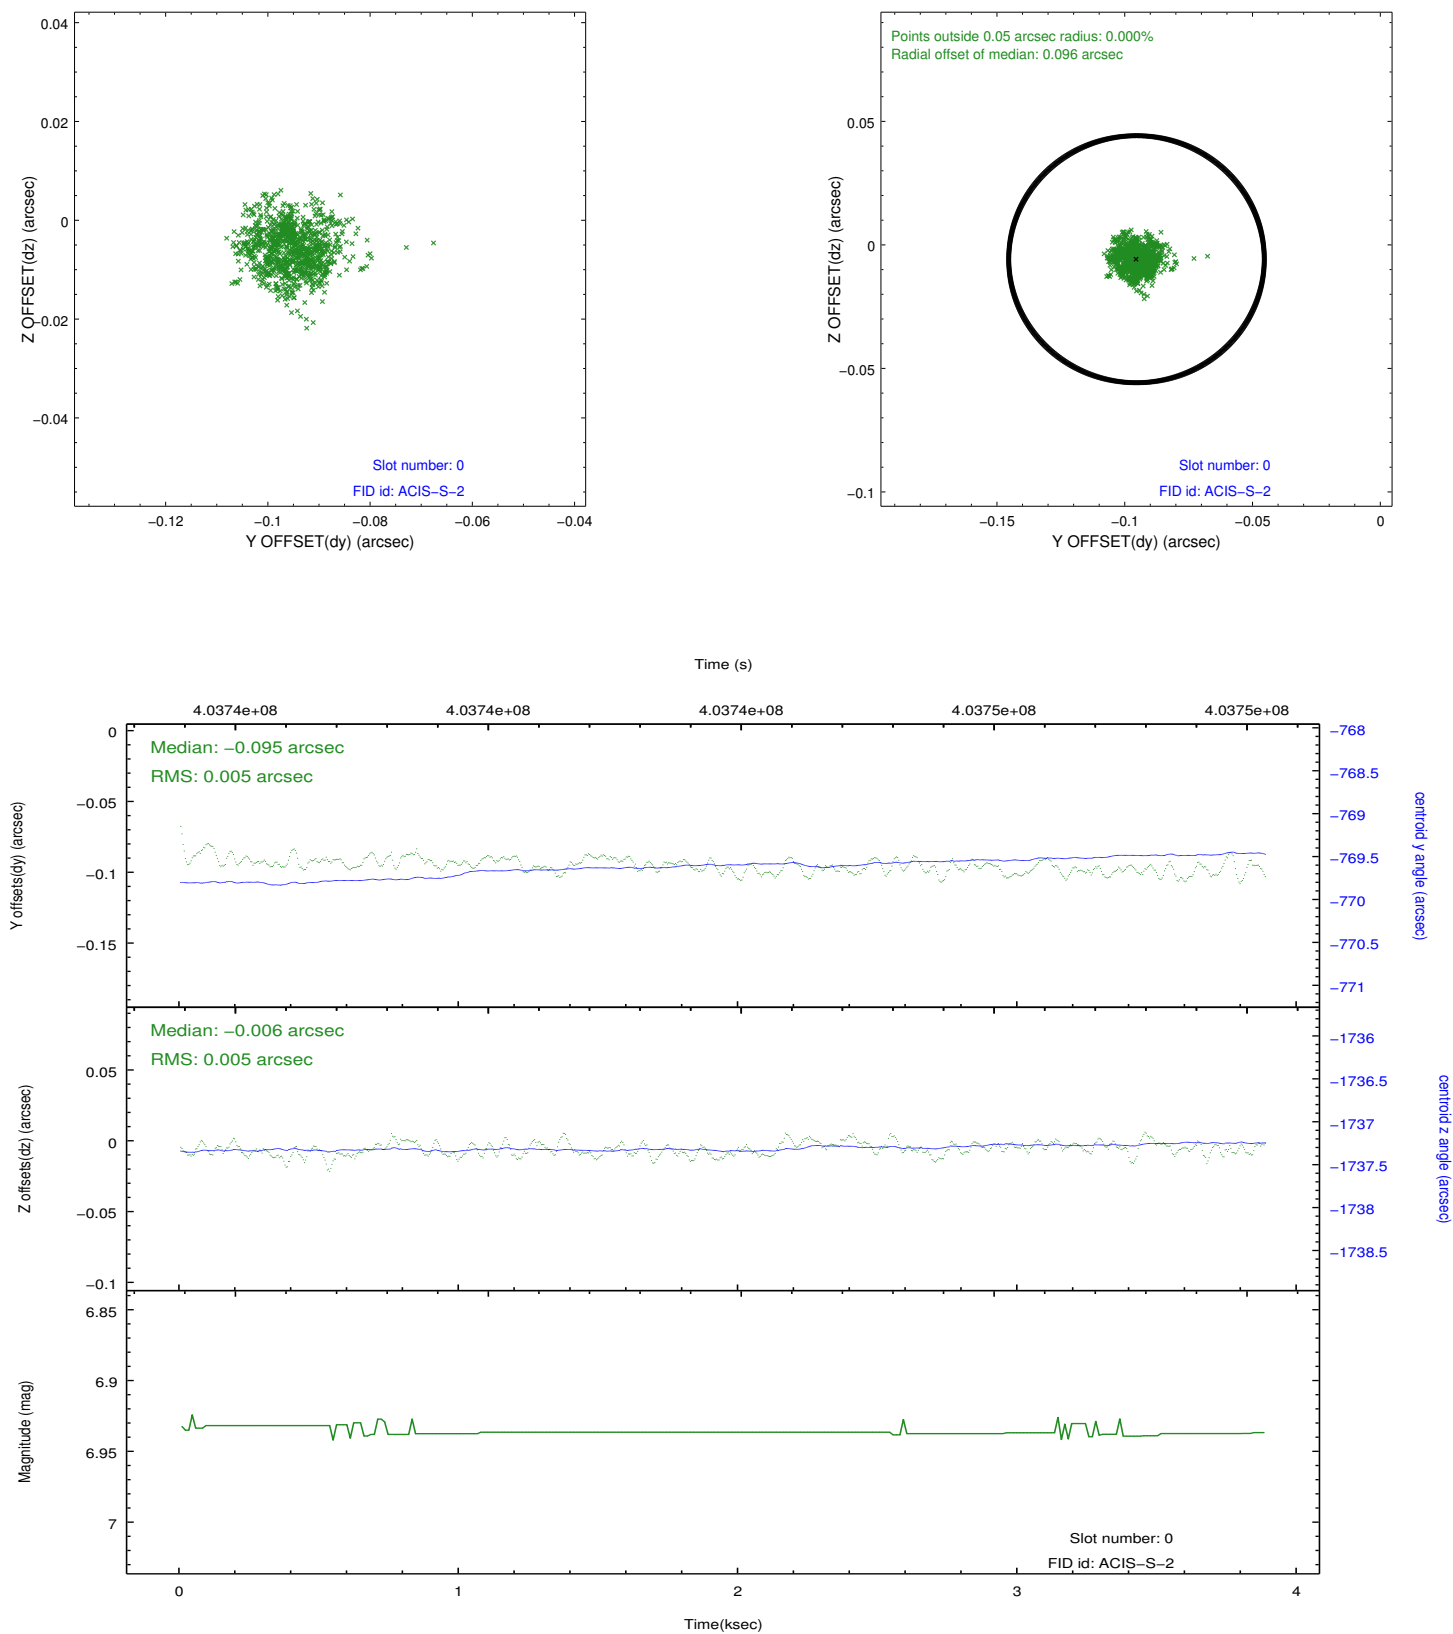 0.04
0.02
0
−0.02
−0.04
Z OFFSET(dz) (arcsec)
Slot number: 0
FID id: ACIS−S−2
−0.12
−0.1
−0.08
−0.06
−0.04
Y OFFSET(dy) (arcsec)
Points outside 0.05 arcsec radius: 0.000%
Radial offset of median: 0.096 arcsec
0.05
0
−0.05
−0.1
Z OFFSET(dz) (arcsec)
Slot number: 0
FID id: ACIS−S−2
−0.15
−0.1
−0.05
0
Y OFFSET(dy) (arcsec)
Time (s)
4.0374e+08
4.0374e+08
4.0374e+08
4.0375e+08
4.0375e+08
Median: −0.095 arcsec
RMS: 0.005 arcsec
0
−0.05
−0.1
−0.15
Y offsets(dy) (arcsec)
−768
−768.5
−769
−769.5
−770
−770.5
−771
centroid y angle (arcsec)
Median: −0.006 arcsec
RMS: 0.005 arcsec
0.05
0
−0.05
−0.1
Z offsets(dz) (arcsec)
−1736
−1736.5
−1737
−1737.5
−1738
−1738.5
centroid z angle (arcsec)
6.85
6.9
6.95
7
Magnitude (mag)
Slot number: 0
FID id: ACIS−S−2
0
1
2
3
4
Time(ksec)